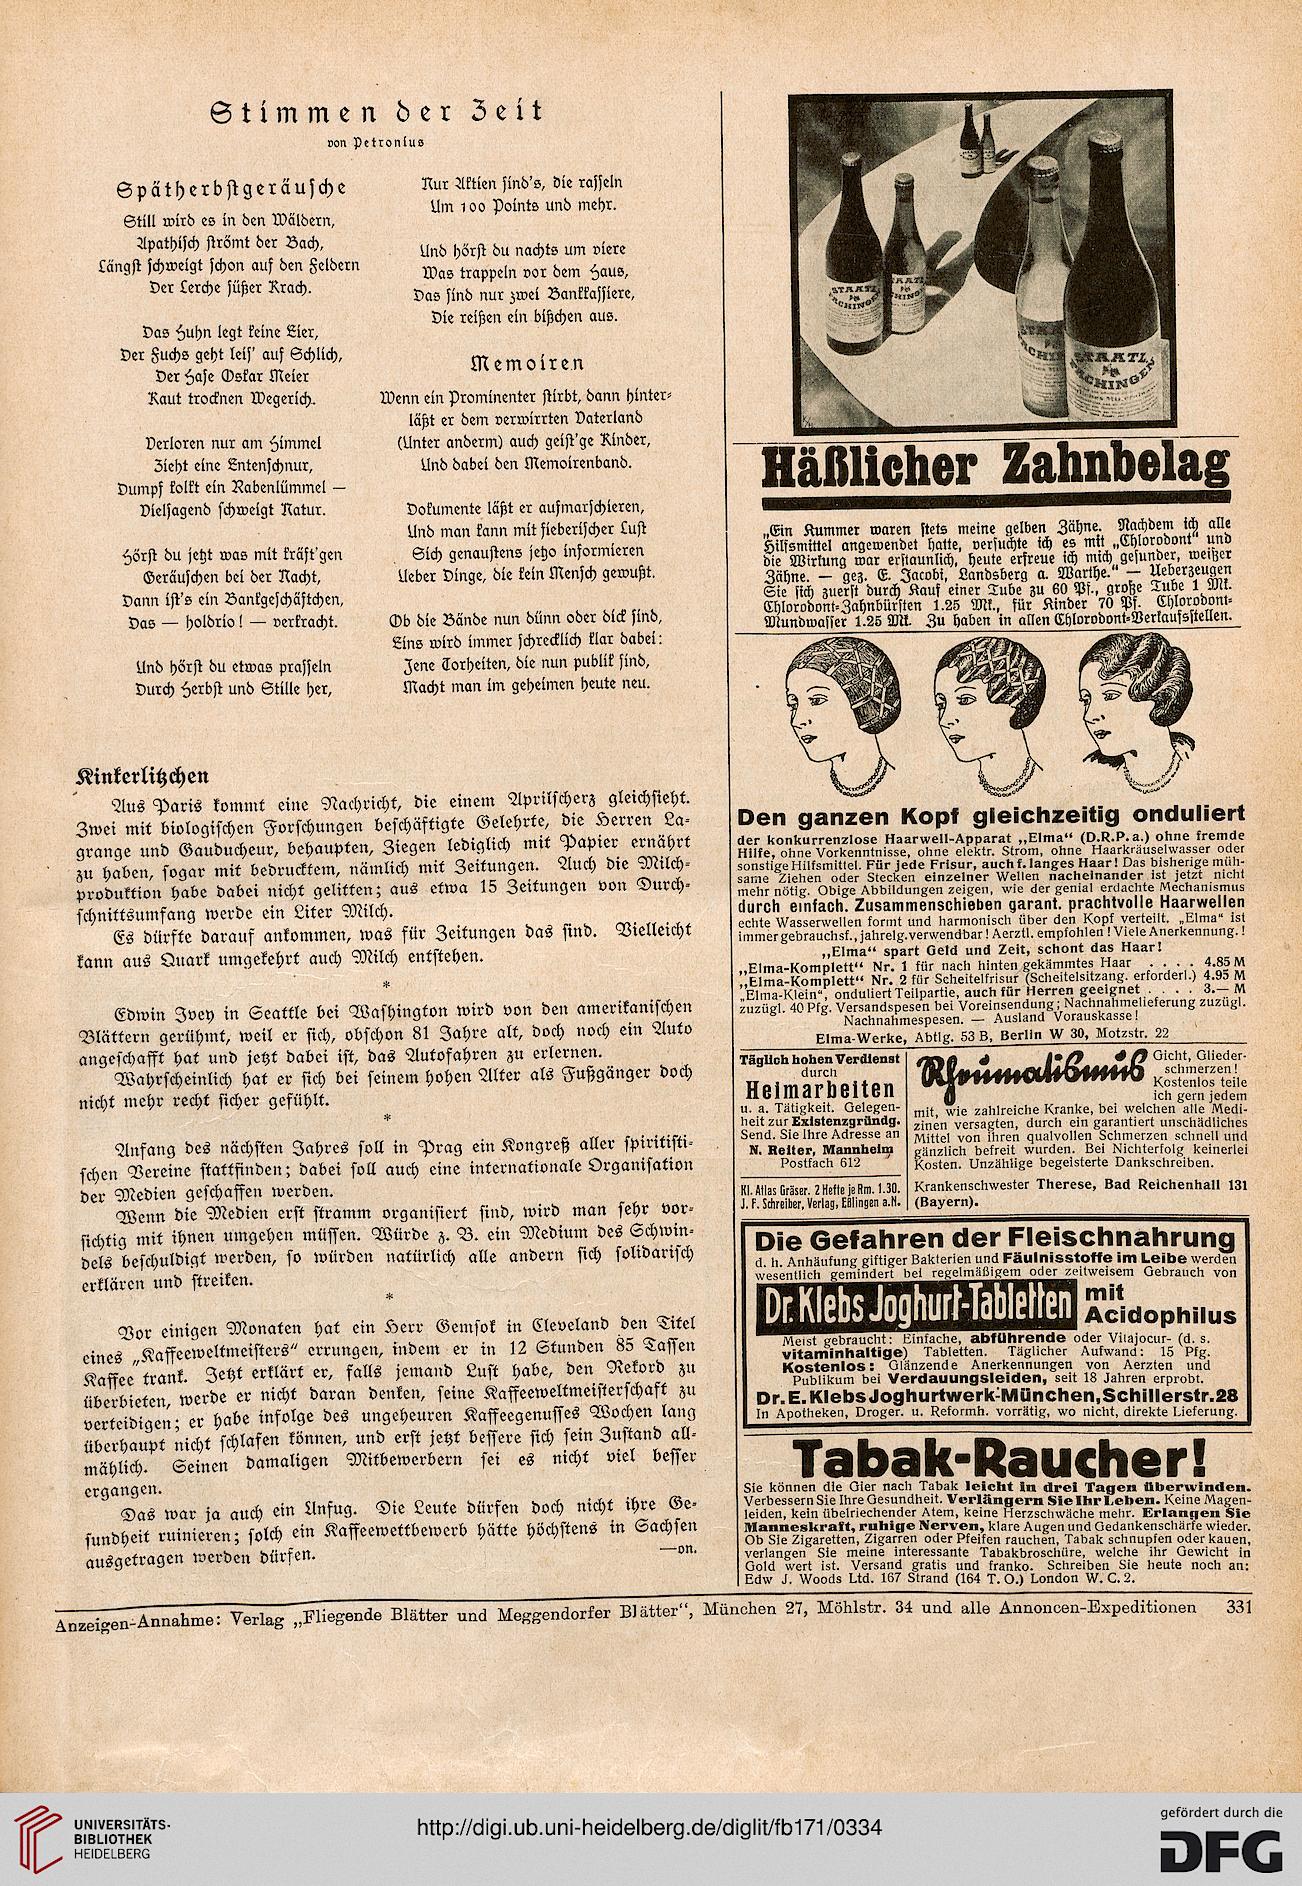 Stimmen der Zeit
von Petronius
Spätherbstgeräusche
Still wird es in den Wäldern,
Apathisch strömt der Bach,
Längst schweigt schon auf den Feldern
Der Lerche süßer Krach.
Das Huhn legt keine Eier,
Der Fuchs geht leis' auf Schlich,
Der Hase Oskar Meier
Kaut trocknen Wegerich.
Verloren nur am Himmel
Zieht eine Entenschnur,
Dumpf kolkt ein Rabenlümmel —
Vielsagend schweigt Natur.
Hörst du jetzt was mit kräft'gen
Geräuschen bei der Nacht,
Dann ist's ein Bankgeschäftchen,
Das — holdrio! — verkracht.
Und hörst du etwas prasseln
Durch Herbst und Stille her,
Nur Aktien sind's, die rasseln
Um 100 Points und mehr.
Und hörst du nachts um viere
Was trappeln vor dem Haus,
Das sind nur zwei Bankkassiere,
Die reißen ein bißchen aus.
Memoiren
Wenn ein Prominenter stirbt, dann hinter-
läßt er dem verwirrten Vaterland
(Unter anderm) auch geist'ge Kinder,
Und dabei den Memoirenband.
Dokumente läßt er aufmarschieren,
Und man kann mit fieberischer Lust
Sich genaustens jetzo informieren
Ueber Dinge, die kein Mensch gewußt.
Ob die Bände nun dünn oder dick sind,
Eins wird immer schrecklich klar dabei:
Jene Torheiten, die nun publik sind,
Macht man im geheimen heute neu.
Kinkerlitzchen
Aus Paris kommt eine Nachricht, die einem Aprilscherz gleichsieht.
Zwei mit biologischen Forschungen beschäftigte Gelehrte, die Herren La-
grange und Gauducheur, behaupten, Ziegen lediglich mit Papier ernährt
zu haben, sogar mit bedrucktem, nämlich mit Zeitungen. Auch die Milch-
produktion habe dabei nicht gelitten; aus etwa 15 Zeitungen von Durch-
schnittsumfang werde ein Liter Milch.
Es dürfte darauf ankommen, was für Zeitungen das sind. Vielleicht
kann aus Quark umgekehrt auch Milch entstehen.
*
Edwin Ivey in Seattle bei Washington wird von den amerikanischen
Blättern gerühmt, weil er sich, obschon 81 Jahre alt, doch noch ein Auto
angeschafft hat und jetzt dabei ist, das Autofahren zu erlernen.
Wahrscheinlich hat er sich bei seinem hohen Alter als Fußgänger doch
nicht mehr recht sicher gefühlt.
*
Anfang des nächsten Jahres soll in Prag ein Kongreß aller spiritisti-
schen Vereine stattfinden; dabei soll auch eine internationale Organisation
der Medien geschaffen werden.
Wenn die Medien erst stramm organisiert sind, wird man sehr vor-
sichtig mit ihnen umgehen müssen. Würde z. B. ein Medium des Schwin-
dels beschuldigt werden, so würden natürlich alle andern sich solidarisch
erklären und streiken.
*
Vor einigen Monaten hat ein Herr Gemsok in Cleveland den Titel
eines „Kaffeeweltmeisters“ errungen, indem er in 12 Stunden 85 Tassen
Kaffee trank. Jetzt erklärt er, falls jemand Lust habe, den Rekord zu
überbieten, werde er nicht daran denken, seine Kaffeeweltmeisterschaft zu
verteidigen; er habe infolge des ungeheuren Kaffeegenusses Wochen lang
überhaupt nicht schlafen können, und erst jetzt bessere sich sein Zustand all-
mählich. Seinen damaligen Mitbewerbern sei es nicht viel besser
ergangen.
Das war ja auch ein Unfug. Die Leute dürfen doch nicht ihre Ge-
sundheit ruinieren; solch ein Kaffeewettbewerb hätte höchstens in Sachsen
ausgetragen werden dürfen. —on.
STAATL.
FACHINGEN
Häßlicher Zahnbelag
„Ein Kummer waren stets meine gelben Zähne. Nachdem ich alle
Hilfsmittel angewendet hatte, versuchte ich es mit „Chlorodont“ und
die Wirkung war erstaunlich, heute erfreue ich mich gesunder, weißer
Zähne. — gez. E. Jacobi, Landsberg a. Warthe.“ — Ueberzeugen
Sie sich zuerst durch Kauf einer Tube zu 60 Pf., große Tube 1 Mk.
Chlorodont-Zahnbürsten 1.25 Mk., für Kinder 70 Pf. Chlorodont-
Mundwasser 1.25 Mk. Zu haben in allen Chlorodont-Verkaufsstellen.
Den ganzen Kopf gleichzeitig onduliert
der konkurrenzlose Haarwell-Apparat „Elma“ (D.R.P. a.) ohne fremde
Hilfe, ohne Vorkenntnisse, ohne elektr. Strom, ohne Haarkräuselwasser oder
sonstige Hilfsmittel. Für jede Frisur, auch f. langes Haar! Das bisherige müh-
same Ziehen oder Stecken einzelner Wellen nacheinander ist jetzt nicht
mehr nötig. Obige Abbildungen zeigen, wie der genial erdachte Mechanismus
durch einfach. Zusammenschieben garant. prachtvolle Haarwellen
echte Wasserwellen formt und harmonisch über den Kopf verteilt. „Elma“ ist
immer gebrauchsf., jahrelg. verwendbar! Aerztl. empfohlen! Viele Anerkennung.!
„Elma“ spart Geld und Zeit, schont das Haar!
„Elma-Komplett“ Nr. 1 für nach hinten gekämmtes Haar . . . . 4.85 M
„Elma-Komplett“ Nr. 2 für Scheitelfrisur (Scheitelsitzang. erforderl.) 4.95 M
„Elma-Klein“, onduliert Teilpartie, auch für Herren geeignet . . . . 3.— M
zuzügl. 40 Pfg. Versandspesen bei Voreinsendung; Nachnahmelieferung zuzügl.
Nachnahmespesen. — Ausland Vorauskasse!
Elma-Werke, Abtlg. 53 B, Berlin W 30, Motzstr. 22
Täglich hohen Verdienst
durch
Heimarbeiten
u. a. Tätigkeit. Gelegen-
heit zur Existenzgründg.
Send. Sie Ihre Adresse an
N. Reiter, Mannheim
Postfach 612
Kl. Atlas Gräser. 2 Hefte je Rm. 1.30.
J. F. Schreiber, Verlag, Eßlingen a.N.
Rheumatismus
Gicht, Glieder-
schmerzen!
Kostenlos teile
ich gern jedem
mit, wie zahlreiche Kranke, bei welchen alle Medi-
zinen versagten, durch ein garantiert unschädliches
Mittel von ihren qualvollen Schmerzen schnell und
gänzlich befreit wurden. Bei Nichterfolg keinerlei
Kosten. Unzählige begeisterte Dankschreiben.
Krankenschwester Therese, Bad Reichenhall 131
(Bayern).
Die Gefahren der Fleischnahrung
d. h. Anhäufung giftiger Bakterien und Fäulnisstoffe im Leibe werden
wesentlich gemindert bei regelmäßigem oder zeitweisem Gebrauch von
Dr. Klebs Joghurt-Tabletten mit
Acidophilus
Meist gebraucht: Einfache, abführende oder Vitajocur- (d. s.
vitaminhaltige) Tabletten. Täglicher Aufwand: 15 Pfg.
Kostenlos: Glänzende Anerkennungen von Aerzten und
Publikum bei Verdauungsleiden, seit 18 Jahren erprobt.
Dr. E. Klebs Joghurtwerk-München, Schillerstr. 28
In Apotheken, Droger. u. Reformh. vorrätig, wo nicht, direkte Lieferung.
Tabak-Raucher!
Sie können die Gier nach Tabak leicht in drei Tagen überwinden.
Verbessern Sie Ihre Gesundheit. Verlängern Sie Ihr Leben. Keine Magen-
leiden, kein übelriechender Atem, keine Herzschwäche mehr. Erlangen Sie
Manneskraft, ruhige Nerven, klare Augen und Gedankenschärfe wieder.
Ob Sie Zigaretten, Zigarren oder Pfeifen rauchen, Tabak schnupfen oder kauen,
verlangen Sie meine interessante Tabakbroschüre, welche ihr Gewicht in
Gold wert ist. Versand gratis und franko. Schreiben Sie heute noch an:
Edw J. Woods Ltd. 167 Strand (164 T. O.) London W. C. 2.
Anzeigen-Annahme: Verlag „Fliegende Blätter und Meggendorfer Blätter“, München 27, Möhlstr. 34 und alle Annoncen-Expeditionen 331
UNIVERSITÄTS-
BIBLIOTHEK
HEIDELBERG
http://digi.ub.uni-heidelberg.de/diglit/fb171/0334
gefördert durch die
DFG